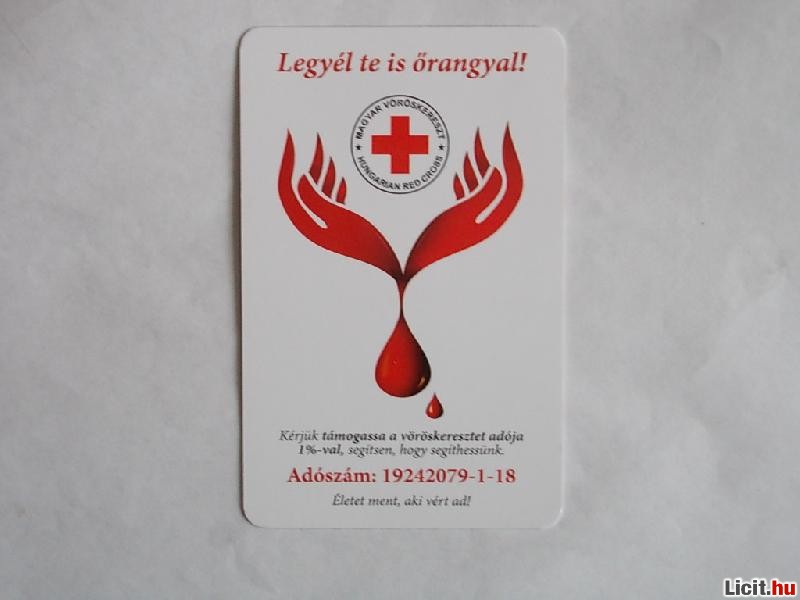 Legyél te is őrangyal!
MAGYAR VÖRÖSKERESZT
HUNGARIAN RED CROSS
Kérjük támogassa a vöröskeresztet adója
1%-val, segítsen, hogy segíthessünk.
Adószám: 19242079-1-18
Életet ment, aki vért ad!
Licit.hu